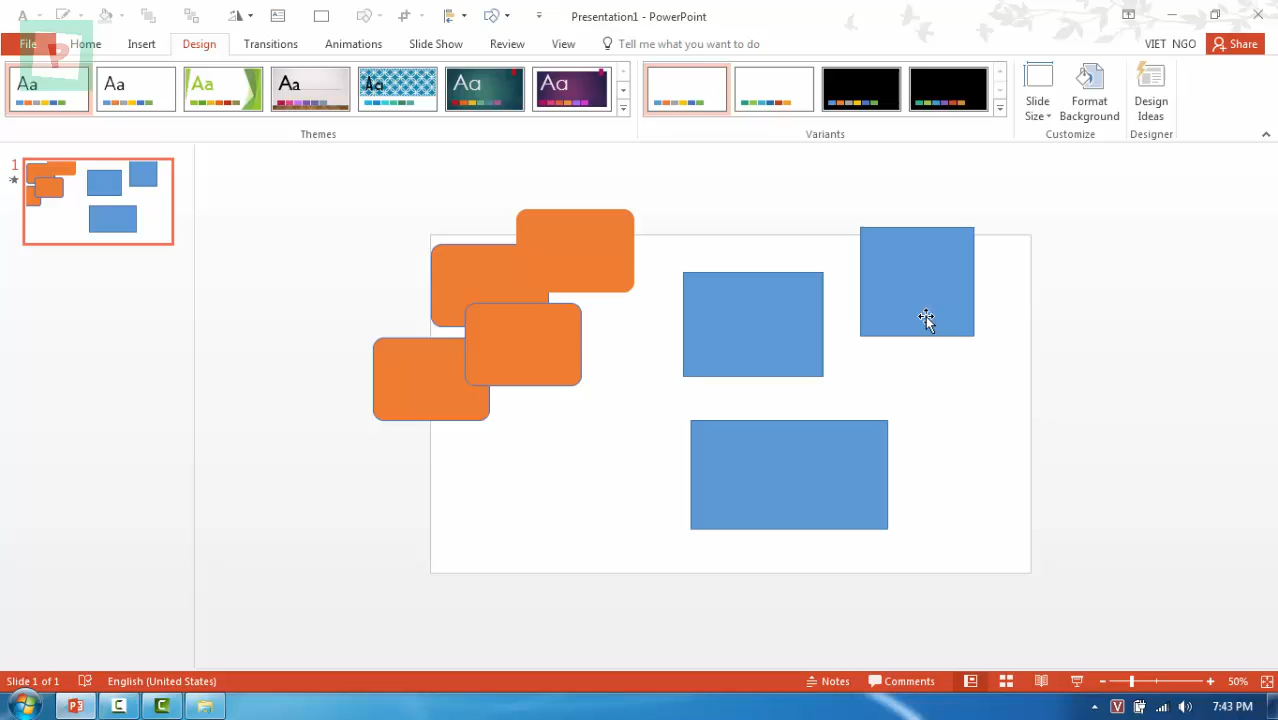 Presentation1 - PowerPoint
File Home Insert Design Transitions Animations Slide Show Review View Tell me what you want to do VIET NGO Share
Aa Aa Aa Aa Aa Aa Aa
Slide Size Format Background Design Ideas
Themes Variants Customize Designer
1
P
Slide 1 of 1 English (United States) Notes Comments 50%
P3 C C V 7:43 PM